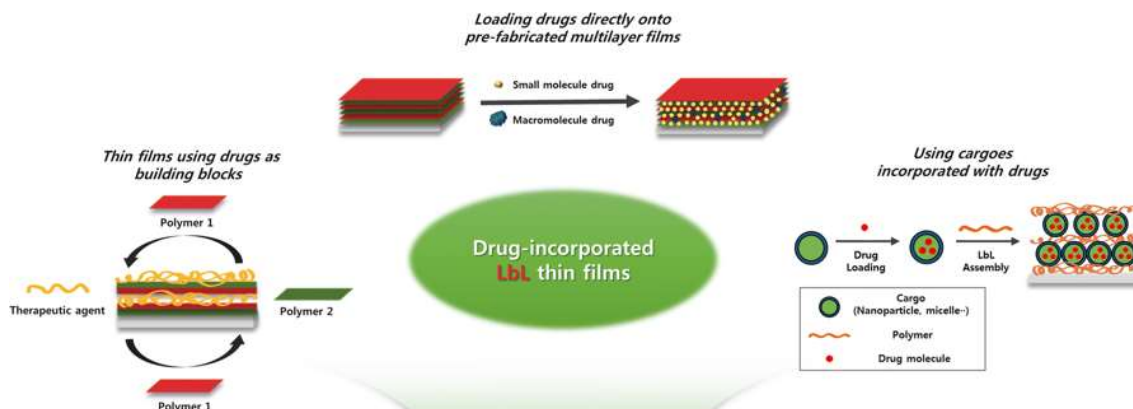 Loading drugs directly onto
pre-fabricated multilayer films
Small molecule drug
Macromolecule drug
Thin films using drugs as
building blocks
Polymer 1
Therapeutic agent
Polymer 2
Polymer 1
Drug-incorporated
LbL thin films
Using cargoes
incorporated with drugs
Drug
Loading
LbL
Assembly
Cargo
(Nanoparticle, micelle··)
Polymer
Drug molecule